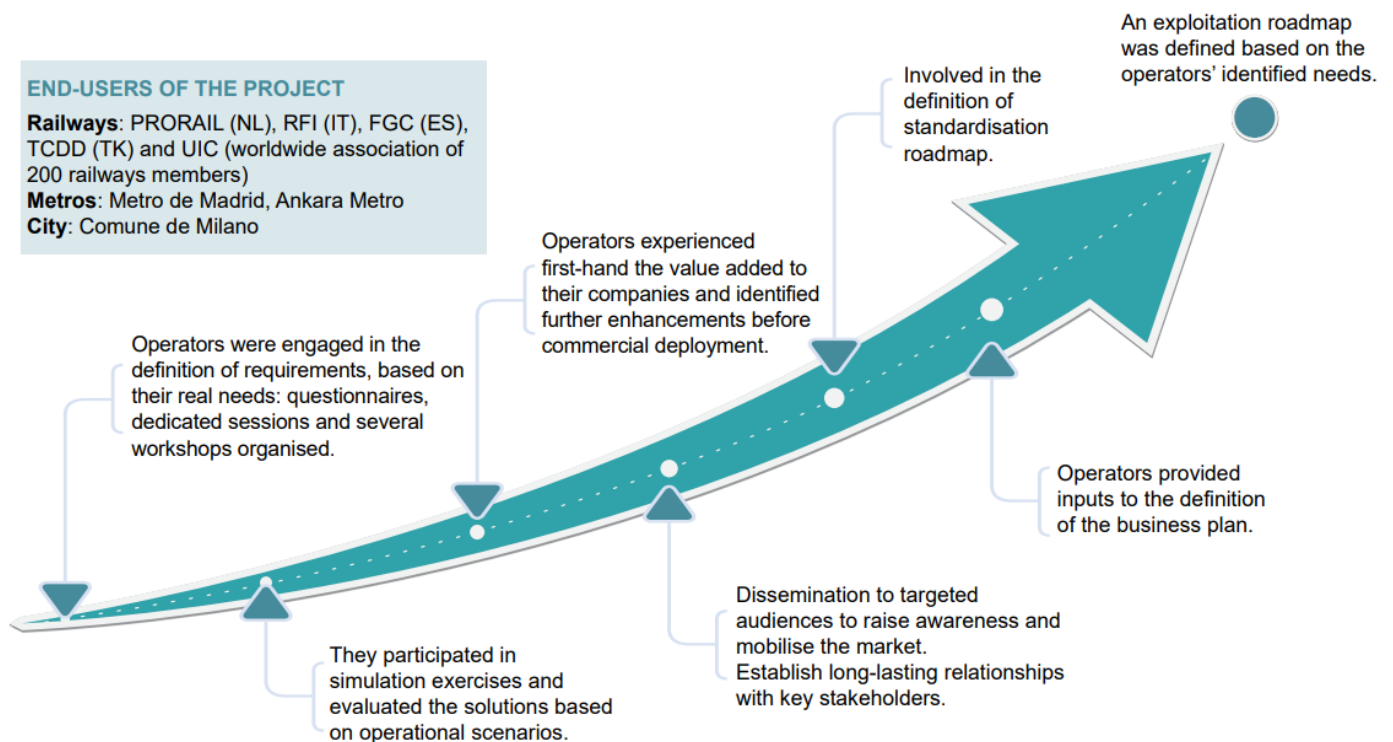 END-USERS OF THE PROJECT
Railways: PRORAIL (NL), RFI (IT), FGC (ES),
TCDD (TK) and UIC (worldwide association of
200 railways members)
Metros: Metro de Madrid, Ankara Metro
City: Comune de Milano
Operators were engaged in the
definition of requirements, based on
their real needs: questionnaires,
dedicated sessions and several
workshops organised.
They participated in
simulation exercises and
evaluated the solutions based
on operational scenarios.
Operators experienced
first-hand the value added to
their companies and identified
further enhancements before
commercial deployment.
Dissemination to targeted
audiences to raise awareness and
mobilise the market.
Establish long-lasting relationships
with key stakeholders.
Involved in the
definition of
standardisation
roadmap.
Operators provided
inputs to the definition
of the business plan.
An exploitation roadmap
was defined based on the
operators' identified needs.